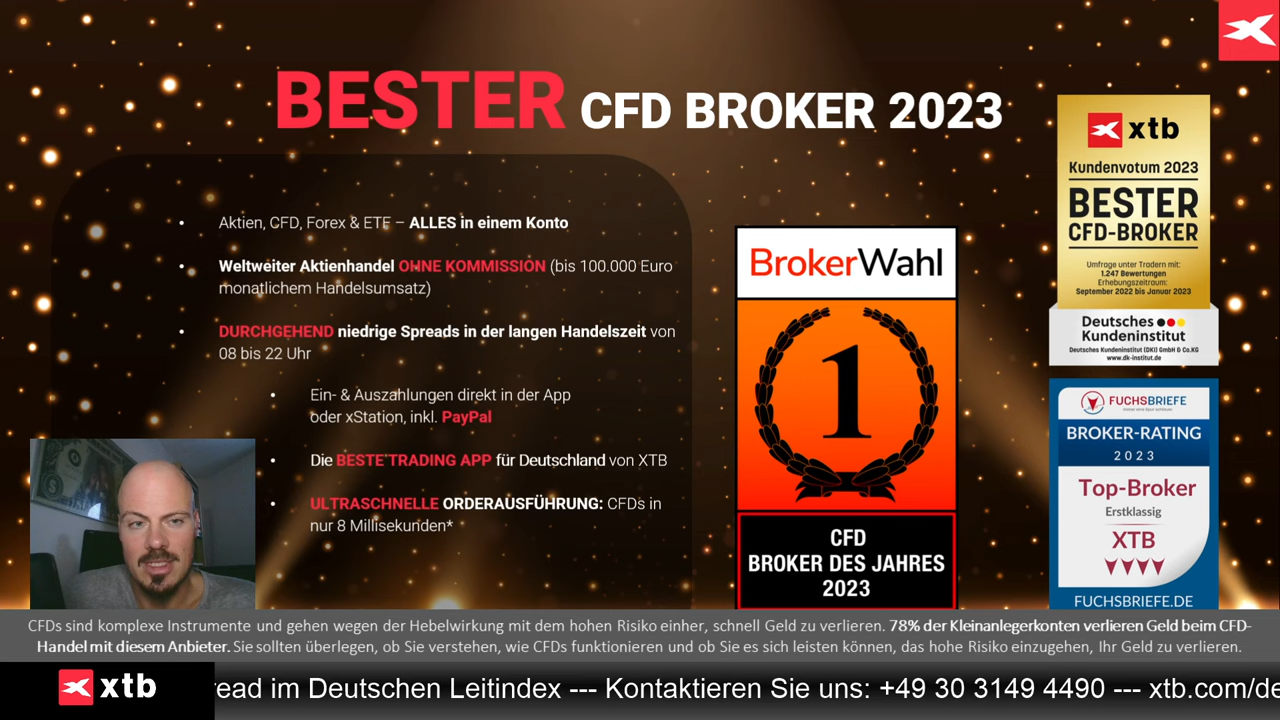 BESTER CFD BROKER 2023
• Aktien, CFD, Forex & ETF – ALLES in einem Konto
• Weltweiter Aktienhandel OHNE KOMMISSION (bis 100.000 Euro
monatlichem Handelsumsatz)
• DURCHGEHEND niedrige Spreads in der langen Handelszeit von
08 bis 22 Uhr
• Ein- & Auszahlungen direkt in der App
oder xStation, inkl. PayPal
• Die BESTE TRADING APP für Deutschland von XTB
• ULTRASCHNELLE ORDERAUSFÜHRUNG: CFDs in
nur 8 Millisekunden*
BrokerWahl
1
CFD
BROKER DES JAHRES
2023
xtb
Kundenvotum 2023
BESTER
CFD-BROKER
Umfrage unter Tradern mit:
1.247 Bewertungen
Erhebungszeitraum:
September 2022 bis Januar 2023
Deutsches
Kundeninstitut
Deutsches Kundeninstitut (DKI) GmbH & Co.KG
www.dk-institut.de
FUCHSBRIEFE
BROKER-RATING
2023
Top-Broker
Erstklassig
XTB
FUCHSBRIEFE.DE
CFDs sind komplexe Instrumente und gehen wegen der Hebelwirkung mit dem hohen Risiko einher, schnell Geld zu verlieren. 78% der Kleinanlegerkonten verlieren Geld beim CFD-
Handel mit diesem Anbieter. Sie sollten überlegen, ob Sie verstehen, wie CFDs funktionieren und ob Sie es sich leisten können, das hohe Risiko einzugehen, Ihr Geld zu verlieren.
xtb
read im Deutschen Leitindex --- Kontaktieren Sie uns: +49 30 3149 4490 --- xtb.com/de